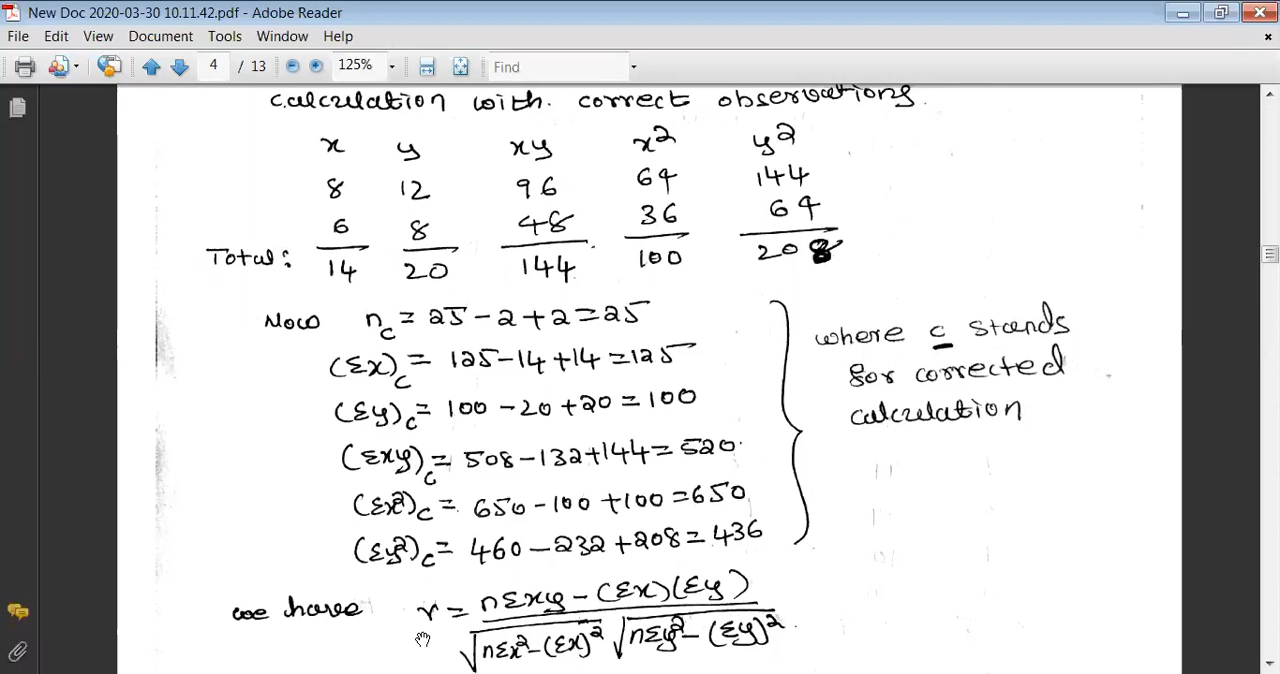 New Doc 2020-03-30 10.11.42.pdf - Adobe Reader
File Edit View Document Tools Window Help
4 / 13 125% Find
calculation with correct observations
x y xy x² y²
8 12 96 64 144
6 8 48 36 64
Total: 14 20 144 100 208
Now n_c = 25 - 2 + 2 = 25
(Σx)_c = 125 - 14 + 14 = 125
(Σy)_c = 100 - 20 + 20 = 100
(Σxy)_c = 508 - 132 + 144 = 520
(Σx²)_c = 650 - 100 + 100 = 650
(Σy²)_c = 460 - 232 + 208 = 436
where c stands
for corrected
calculation
we have r = nΣxy - (Σx)(Σy) / √nΣx² - (Σx)² √nΣy² - (Σy)²